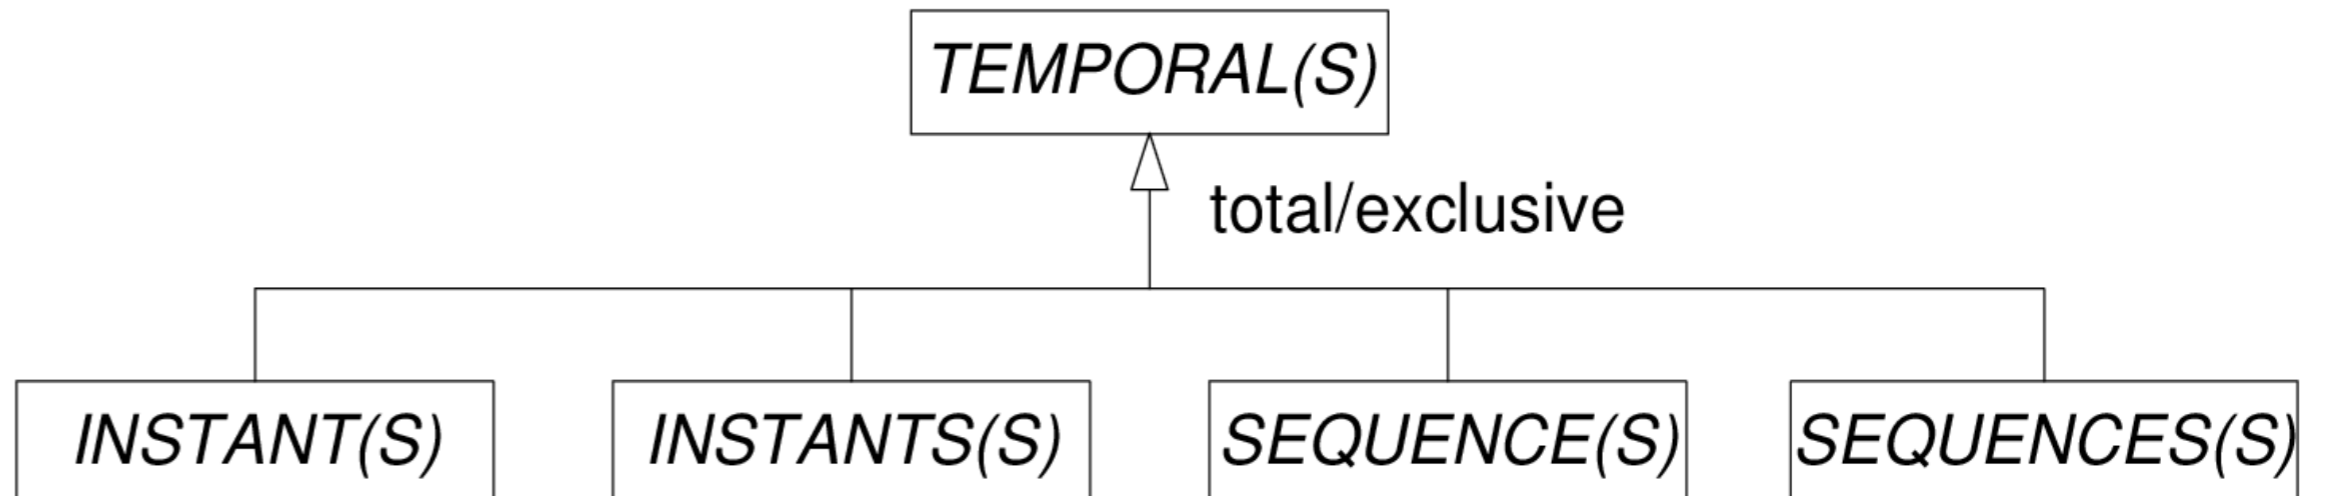 TEMPORAL(S)
total/exclusive
INSTANT(S)
INSTANTS(S)
SEQUENCE(S)
SEQUENCES(S)